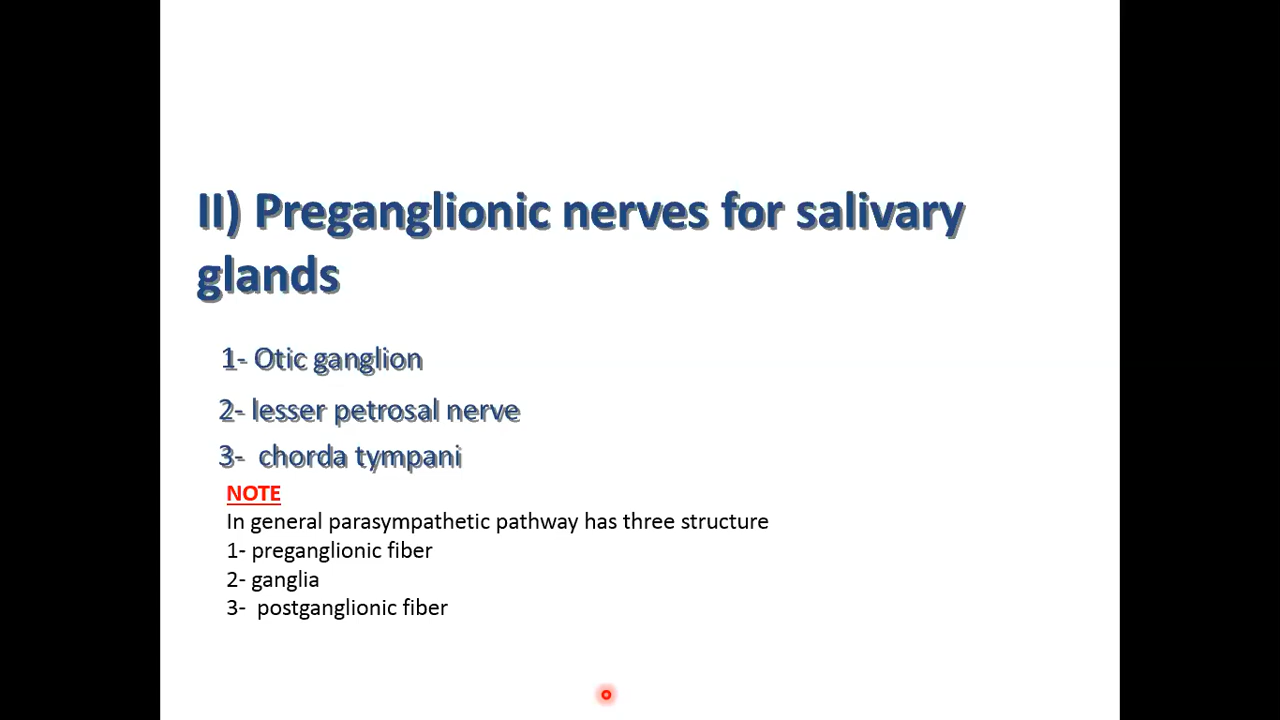 II) Preganglionic nerves for salivary
glands
1- Otic ganglion
2- lesser petrosal nerve
3- chorda tympani
NOTE
In general parasympathetic pathway has three structure
1- preganglionic fiber
2- ganglia
3- postganglionic fiber